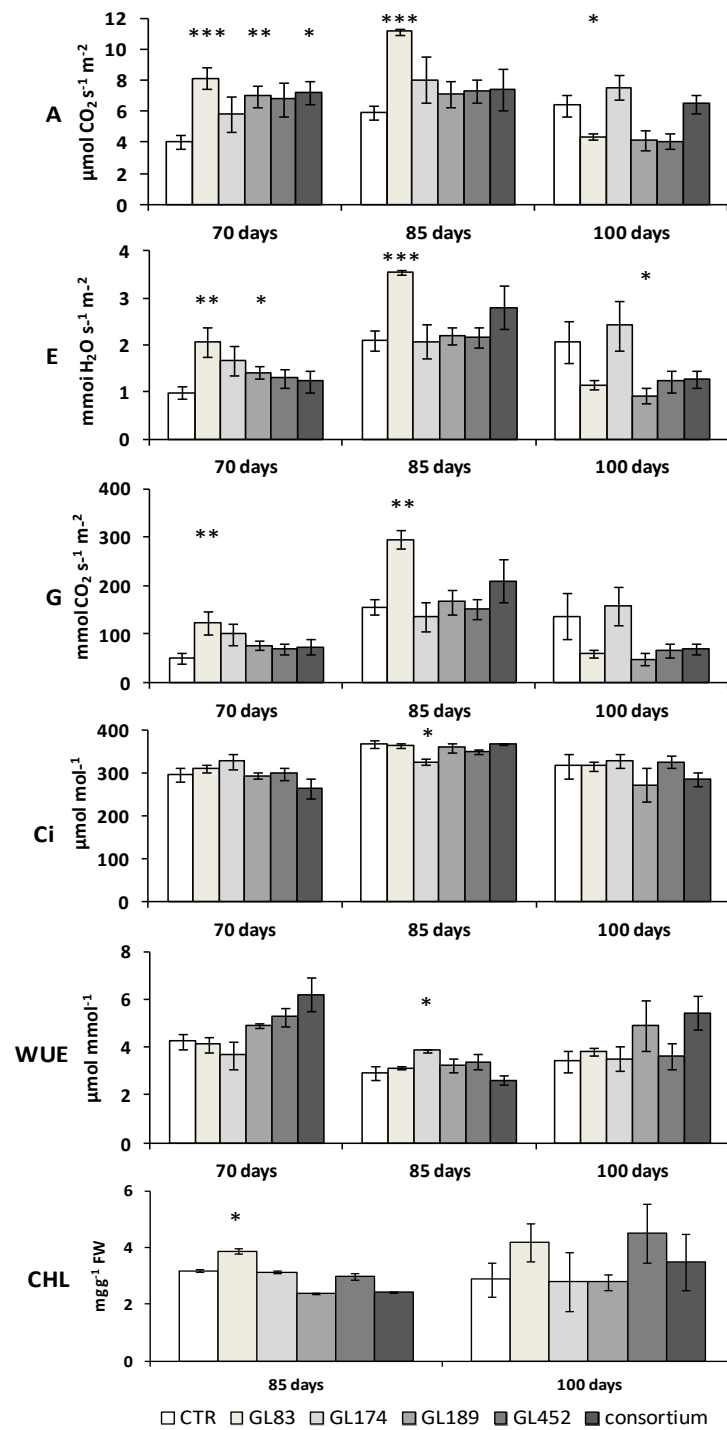 12
10
8
6
4
2
0
A
µmol CO2 s-1 m-2
*** ** *
***
*
70 days 85 days 100 days
4
3
2
1
0
E
mmoi H2O s-1 m-2
** *
***
*
70 days 85 days 100 days
400
300
200
100
0
G
mmol CO2 s-1 m-2
**
**
70 days 85 days 100 days
400
300
200
100
0
Ci
µmol mol-1
*
70 days 85 days 100 days
8
6
4
2
0
WUE
µmol mmol-1
*
70 days 85 days 100 days
6
4
2
0
CHL
mgg-1 FW
*
85 days 100 days
CTR GL83 GL174 GL189 GL452 consortium